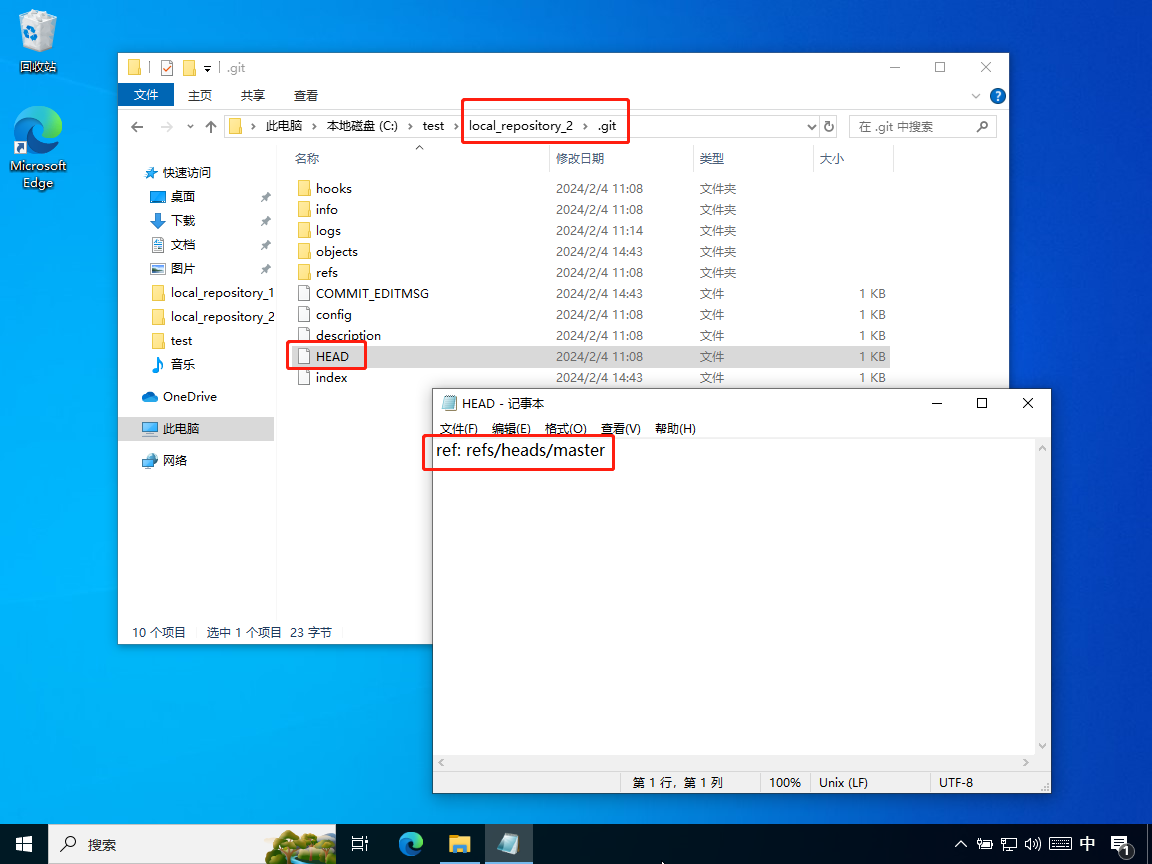 回收站
Microsoft
Edge
.git
文件 主页 共享 查看
此电脑 本地磁盘 (C:) test local_repository_2 .git
在 .git 中搜索
名称 修改日期 类型 大小
快速访问
桌面
下载
文档
图片
local_repository_1
local_repository_2
test
音乐
OneDrive
此电脑
网络
hooks 2024/2/4 11:08 文件夹
info 2024/2/4 11:08 文件夹
logs 2024/2/4 11:14 文件夹
objects 2024/2/4 14:43 文件夹
refs 2024/2/4 11:08 文件夹
COMMIT_EDITMSG 2024/2/4 14:43 文件 1 KB
config 2024/2/4 11:08 文件 1 KB
description 2024/2/4 11:08 文件 1 KB
HEAD 2024/2/4 11:08 文件 1 KB
index 2024/2/4 14:43 文件 1 KB
10 个项目 选中 1 个项目 23 字节
HEAD - 记事本
文件(F) 编辑(E) 格式(O) 查看(V) 帮助(H)
ref: refs/heads/master
第 1 行，第 1 列 100% Unix (LF) UTF-8
搜索
中
1